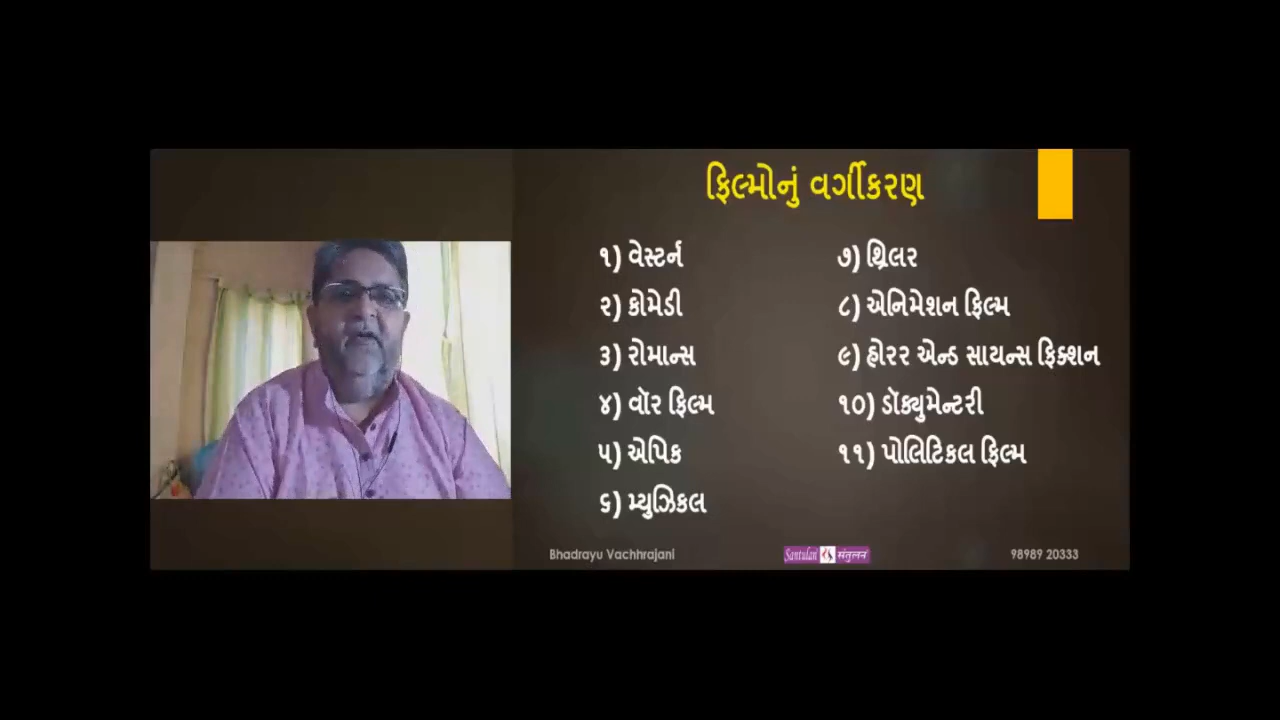 ફિલ્મોનું વર્ગીકરણ
૧) વેસ્ટર્ન
૨) કોમેડી
૩) રોમાન્સ
૪) વૉર ફિલ્મ
૫) એપિક
૬) મ્યુઝિકલ
૭) થ્રિલર
૮) એનિમેશન ફિલ્મ
૯) હોરર એન્ડ સાયન્સ ફિક્શન
૧૦) ડૉક્યુમેન્ટરી
૧૧) પોલિટિકલ ફિલ્મ
Bhadrayu Vachhrajani
Santulan संतुलन
98989 20333